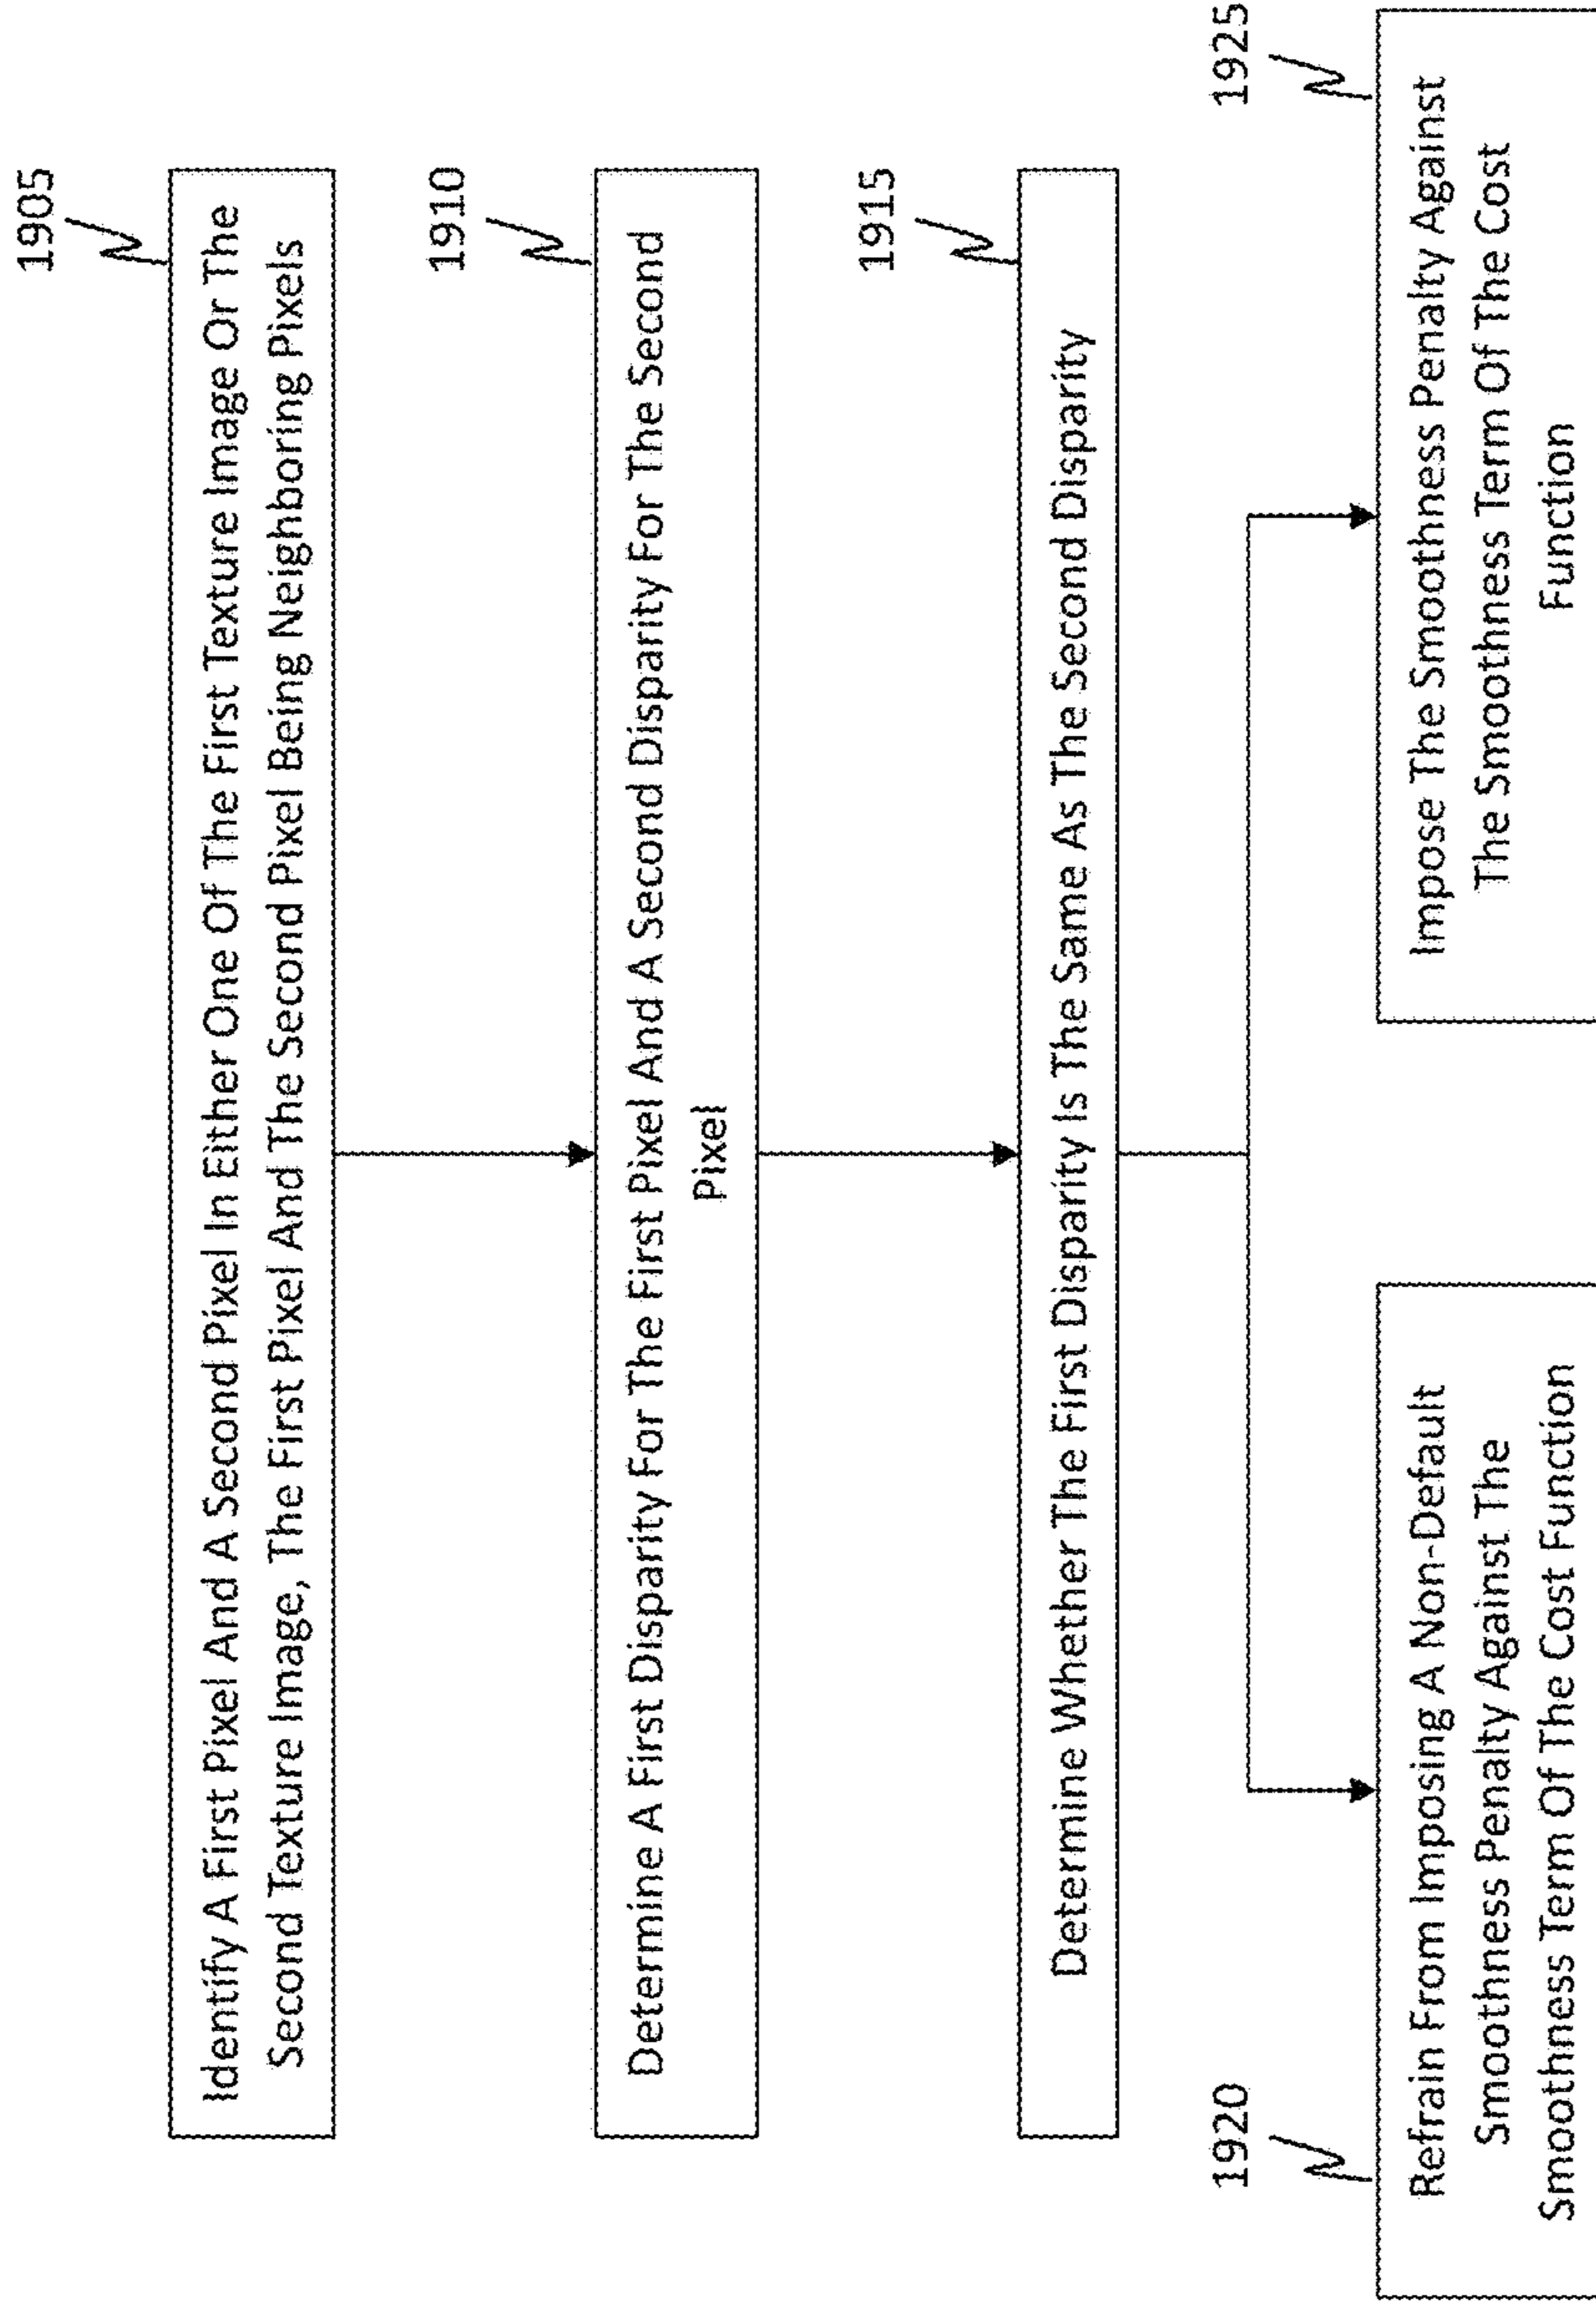 1905
Identify A First Pixel And A Second Pixel In Either One Of The First Texture Image Or The
Second Texture Image, The First Pixel And The Second Pixel Being Neighboring Pixels
1910
Determine A First Disparity For The First Pixel And A Second Disparity For The Second
Pixel
1915
Determine Whether The First Disparity Is The Same As The Second Disparity
1920
Refrain From Imposing A Non-Default
Smoothness Penalty Against The
Smoothness Term Of The Cost Function
1925
Impose The Smoothness Penalty Against
The Smoothness Term Of The Cost
Function